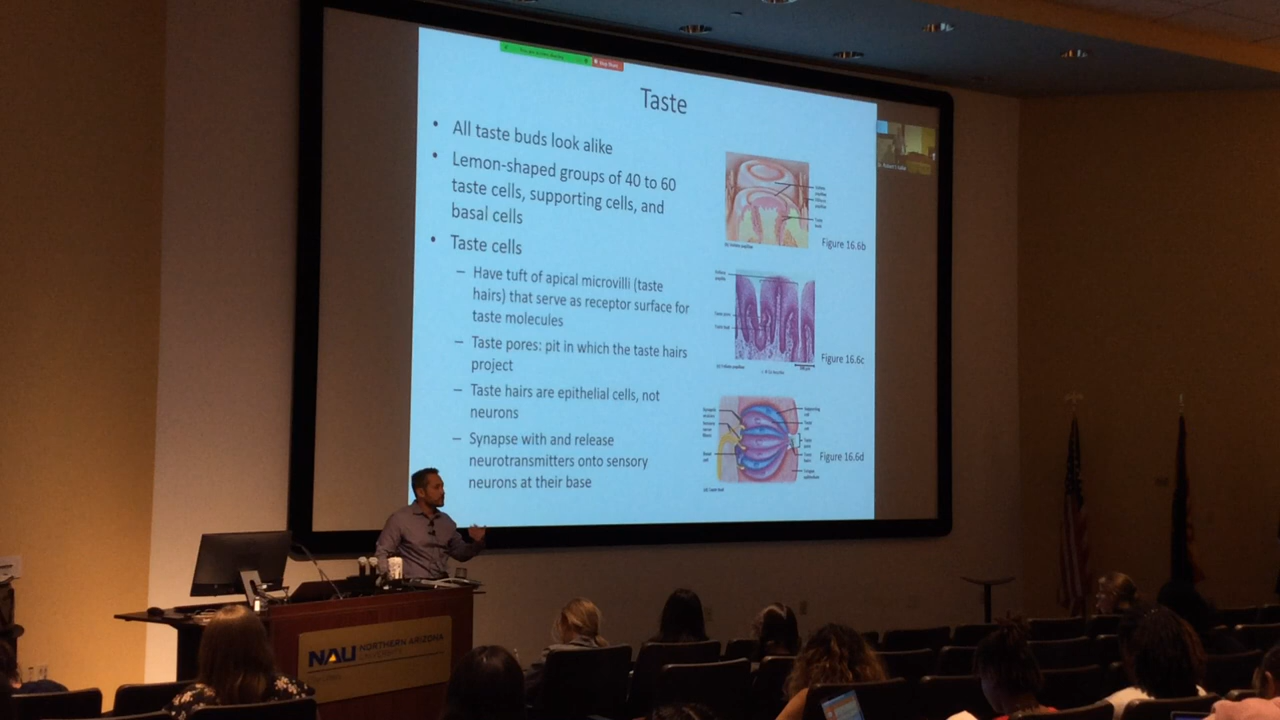 Taste
• All taste buds look alike
• Lemon-shaped groups of 40 to 60
taste cells, supporting cells, and
basal cells
• Taste cells
– Have tuft of apical microvilli (taste
hairs) that serve as receptor surface for
taste molecules
– Taste pores: pit in which the taste hairs
project
– Taste hairs are epithelial cells, not
neurons
– Synapse with and release
neurotransmitters onto sensory
neurons at their base
Figure 16.6b
Figure 16.6c
Figure 16.6d
NAU NORTHERN ARIZONA
UNIVERSITY